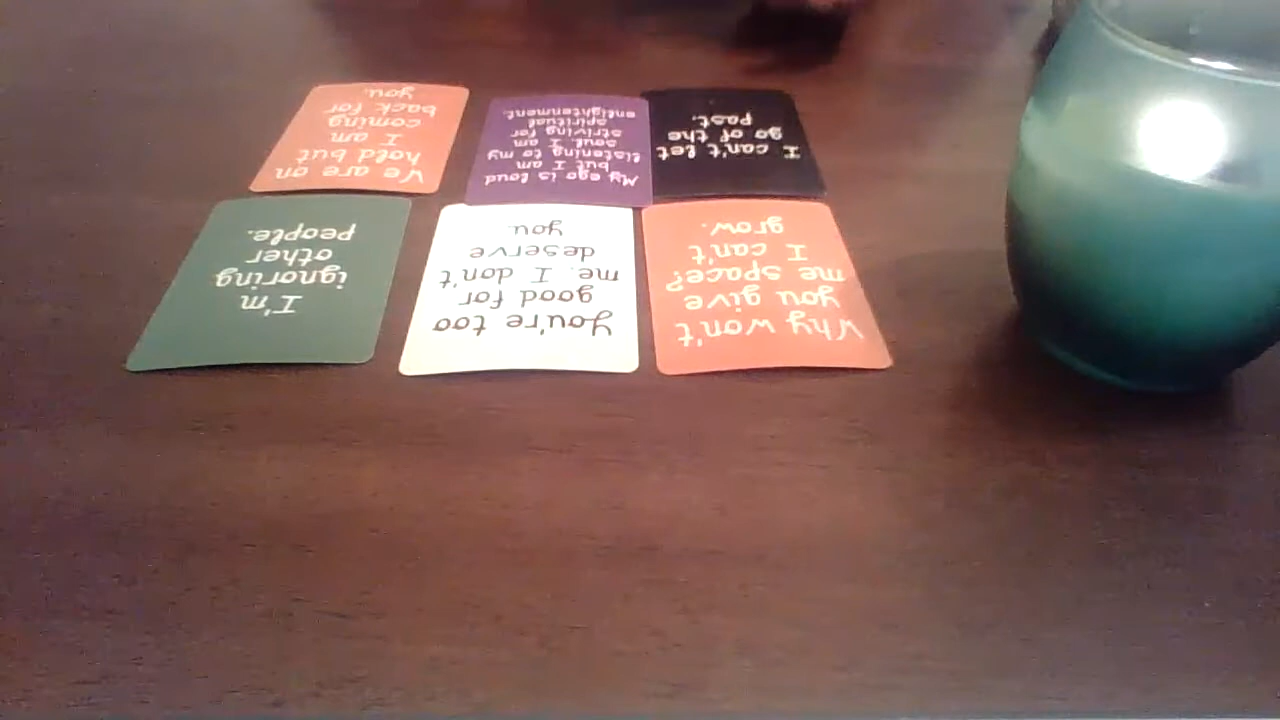 Why won't
you give
me space?
I can't
grow.
You're too
good for
me. I don't
deserve
you
I'm
ignoring
other
people.
I can't let
go of the
past.
My ego is loud
but I am
listening to my
soul. I am
striving for
spiritual
enlightenment.
We are on
hold but
I am
coming
back for
you.